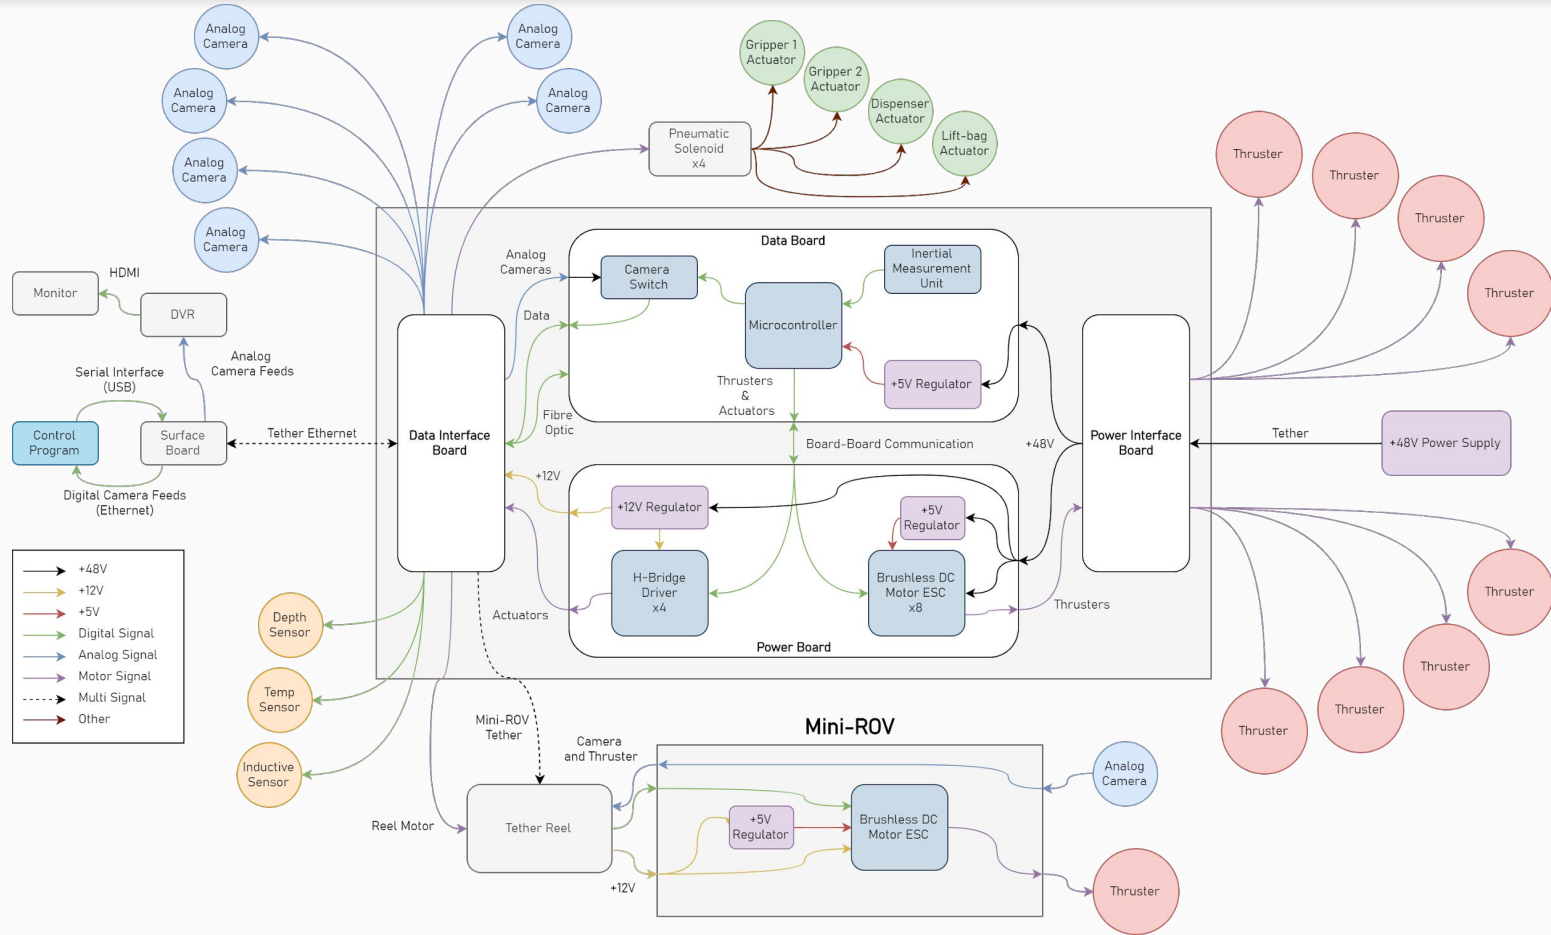 Analog
Camera
Analog
Camera
Analog
Camera
Analog
Camera
Analog
Camera
Analog
Camera
Gripper 1
Actuator
Gripper 2
Actuator
Dispenser
Actuator
Lift-bag
Actuator
Pneumatic
Solenoid
x4
Thruster
Thruster
Thruster
Thruster
HDMI
Monitor
DVR
Analog
Camera Feeds
Serial Interface
(USB)
Control
Program
Surface
Board
Digital Camera Feeds
(Ethernet)
Tether Ethernet
Data Interface
Board
Analog
Cameras
Data
Fibre
Optic
Data Board
Camera
Switch
Inertial
Measurement
Unit
Microcontroller
+5V Regulator
Thrusters
&
Actuators
Board-Board Communication
+48V
Power Interface
Board
Tether
+48V Power Supply
+12V
+12V Regulator
+5V
Regulator
H-Bridge
Driver
x4
Brushless DC
Motor ESC
x8
Power Board
Actuators
Thrusters
Thruster
Thruster
Thruster
Thruster
+48V
+12V
+5V
Digital Signal
Analog Signal
Motor Signal
Multi Signal
Other
Depth
Sensor
Temp
Sensor
Inductive
Sensor
Mini-ROV
Tether
Reel Motor
Tether Reel
Camera
and Thruster
+12V
Mini-ROV
+5V
Regulator
Brushless DC
Motor ESC
Analog
Camera
Thruster